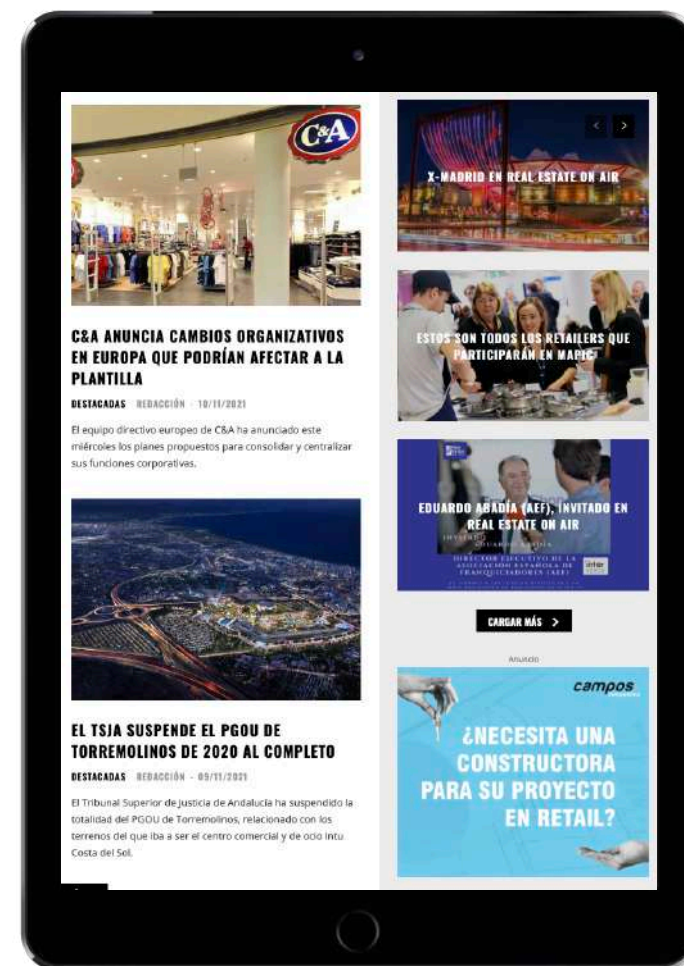 C&A
C&A ANUNCIA CAMBIOS ORGANIZATIVOS
EN EUROPA QUE PODRÍAN AFECTAR A LA
PLANTILLA
DESTACADAS REDACCIÓN - 10/11/2021
El equipo directivo europeo de C&A ha anunciado este
miércoles los planes propuestos para consolidar y centralizar
sus funciones corporativas.
EL TSJA SUSPENDE EL PGOU DE
TORREMOLINOS DE 2020 AL COMPLETO
DESTACADAS REDACCIÓN - 09/11/2021
El Tribunal Superior de Justicia de Andalucía ha suspendido la
totalidad del PGOU de Torremolinos, relacionado con los
terrenos del que iba a ser el centro comercial y de ocio Intu
Costa del Sol.
X-MADRID EN REAL ESTATE ON AIR
ESTOS SON TODOS LOS RETAILERS QUE
PARTICIPARÁN EN MAPIC
EDUARDO ABADÍA (AEF), INVITADO EN
REAL ESTATE ON AIR
DIRECTOR EJECUTIVO DE LA
ASOCIACIÓN ESPAÑOLA DE
FRANQUICIADORES (AEF)
inter
CARGAR MÁS >
Anuncio
campos
¿NECESITA UNA
CONSTRUCTORA
PARA SU PROYECTO
EN RETAIL?